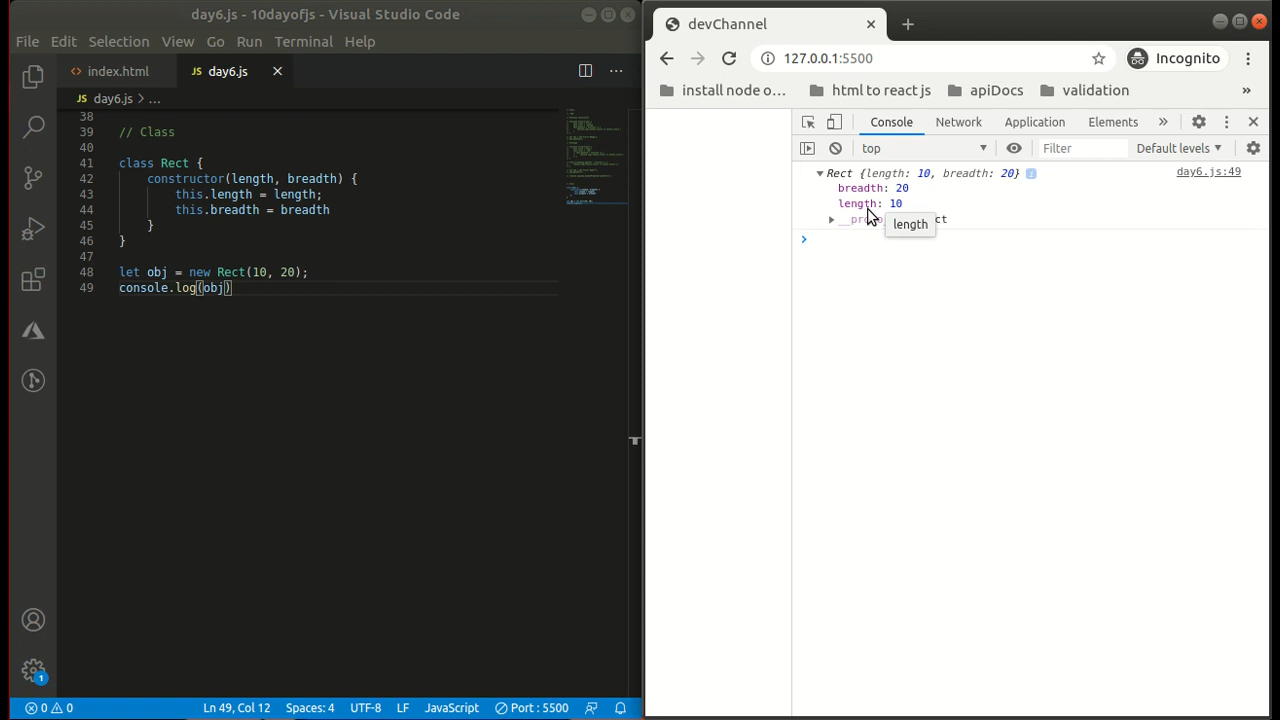 day6.js - 10dayofjs - Visual Studio Code
File Edit Selection View Go Run Terminal Help
<> index.html JS day6.js
JS day6.js > ...
38
39 // Class
40
41 class Rect {
42 constructor(length, breadth) {
43 this.length = length;
44 this.breadth = breadth
45 }
46 }
47
48 let obj = new Rect(10, 20);
49 console.log(obj)
1
0 0 Ln 49, Col 12 Spaces: 4 UTF-8 LF JavaScript Port : 5500
devChannel
127.0.0.1:5500 Incognito
install node o... html to react js apiDocs validation »
Console Network Application Elements »
top Filter Default levels
Rect {length: 10, breadth: 20} i day6.js:49
breadth: 20
length: 10
length
>